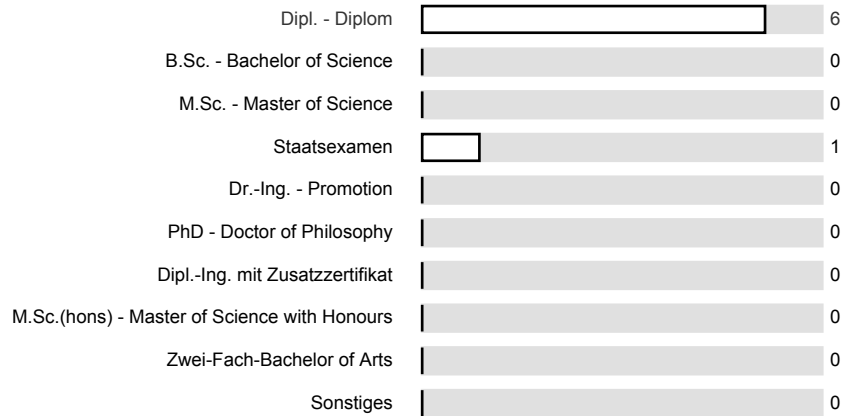 Dipl. - Diplom 6
B.Sc. - Bachelor of Science 0
M.Sc. - Master of Science 0
Staatsexamen 1
Dr.-Ing. - Promotion 0
PhD - Doctor of Philosophy 0
Dipl.-Ing. mit Zusatzzertifikat 0
M.Sc.(hons) - Master of Science with Honours 0
Zwei-Fach-Bachelor of Arts 0
Sonstiges 0